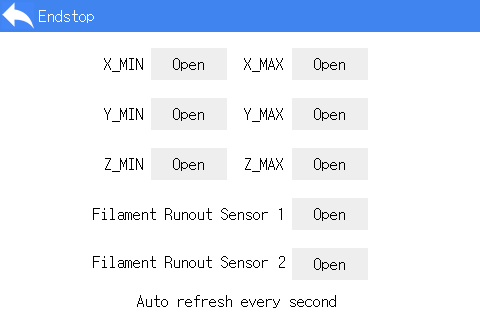 Endstop
X_MIN Open X_MAX Open
Y_MIN Open Y_MAX Open
Z_MIN Open Z_MAX Open
Filament Runout Sensor 1 Open
Filament Runout Sensor 2 Open
Auto refresh every second